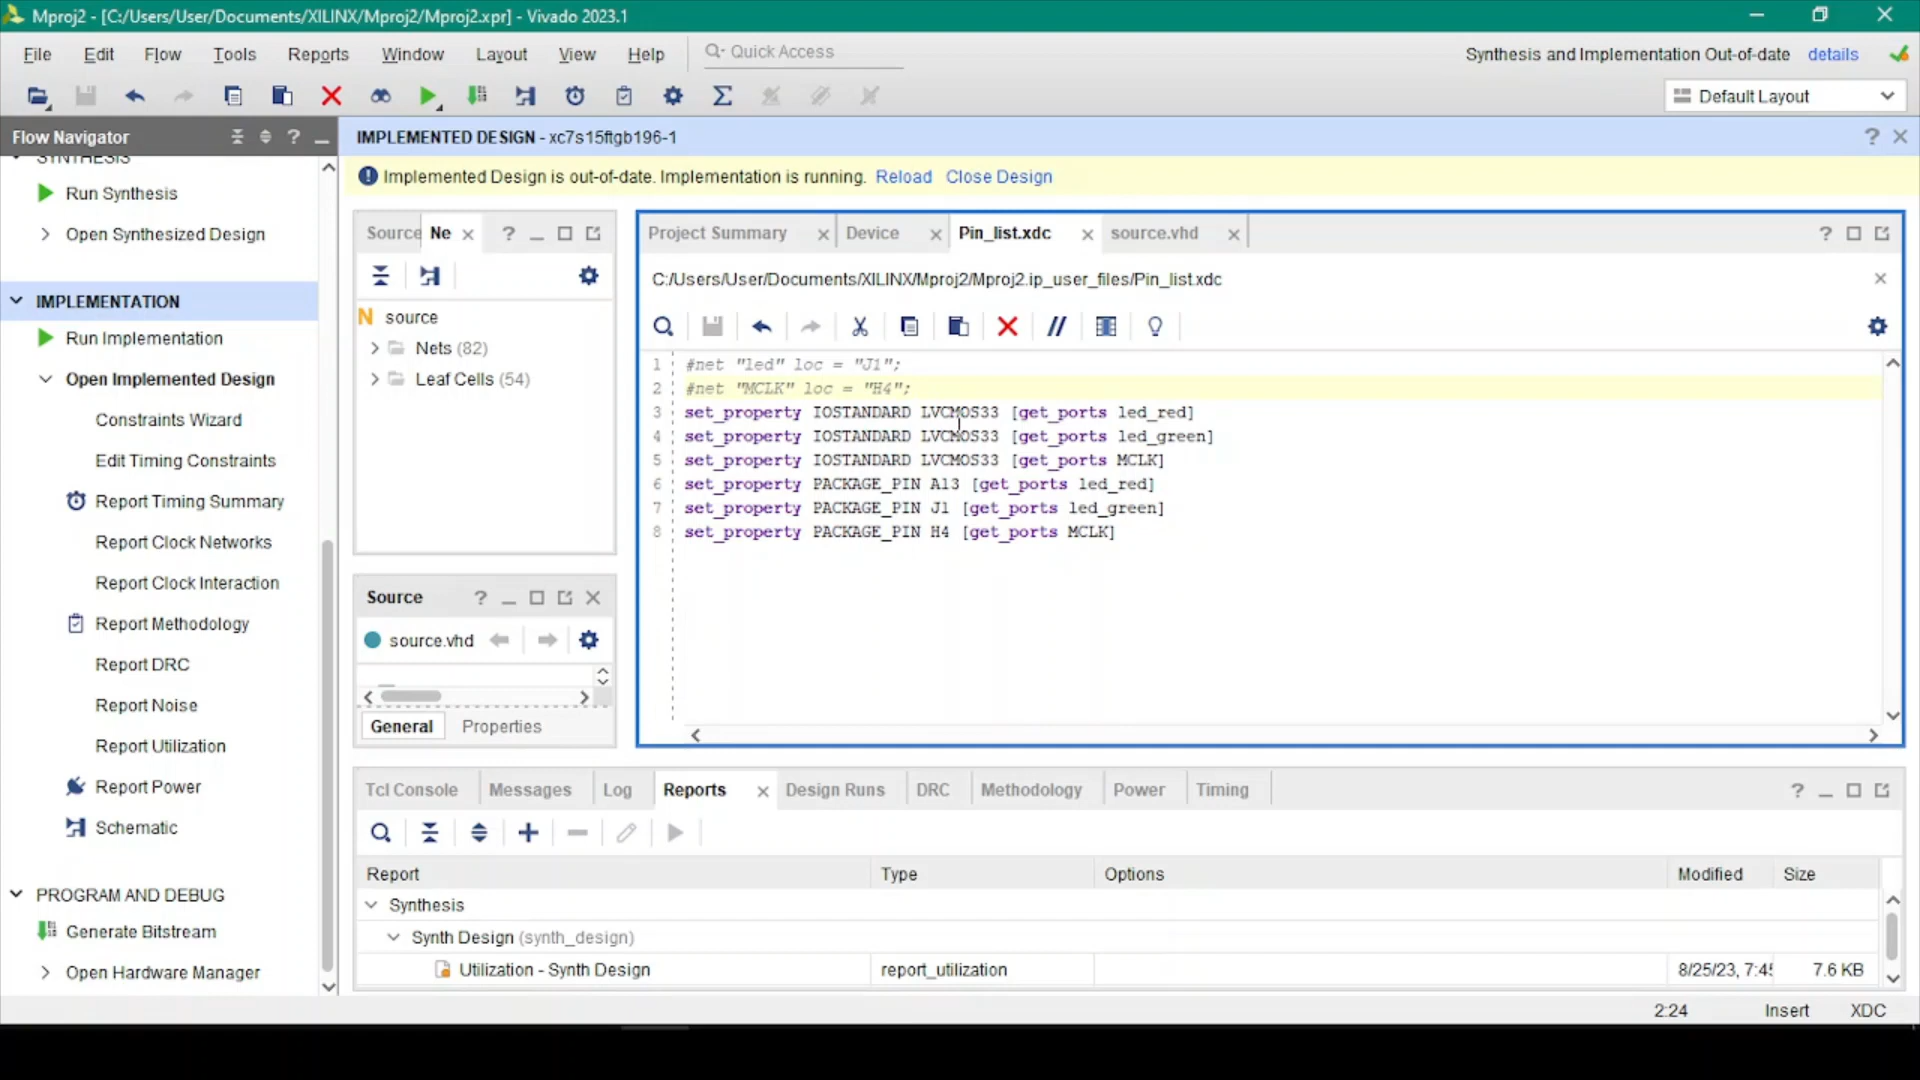 Mproj2 - [C:/Users/User/Documents/XILINX/Mproj2/Mproj2.xpr] - Vivado 2023.1
File Edit Flow Tools Reports Window Layout View Help Quick Access
Synthesis and Implementation Out-of-date details
Default Layout
Flow Navigator
SYNTHESIS
Run Synthesis
Open Synthesized Design
IMPLEMENTATION
Run Implementation
Open Implemented Design
Constraints Wizard
Edit Timing Constraints
Report Timing Summary
Report Clock Networks
Report Clock Interaction
Report Methodology
Report DRC
Report Noise
Report Utilization
Report Power
Schematic
PROGRAM AND DEBUG
Generate Bitstream
Open Hardware Manager
IMPLEMENTED DESIGN - xc7s15ftgb196-1
Implemented Design is out-of-date. Implementation is running. Reload Close Design
Source Ne
source
Nets (82)
Leaf Cells (54)
Source
source.vhd
General Properties
Project Summary Device Pin_list.xdc source.vhd
C:/Users/User/Documents/XILINX/Mproj2/Mproj2.ip_user_files/Pin_list.xdc
1 #net "led" loc = "J1";
2 #net "MCLK" loc = "H4";
3 set_property IOSTANDARD LVCMOS33 [get_ports led_red]
4 set_property IOSTANDARD LVCMOS33 [get_ports led_green]
5 set_property IOSTANDARD LVCMOS33 [get_ports MCLK]
6 set_property PACKAGE_PIN A13 [get_ports led_red]
7 set_property PACKAGE_PIN J1 [get_ports led_green]
8 set_property PACKAGE_PIN H4 [get_ports MCLK]
Tcl Console Messages Log Reports Design Runs DRC Methodology Power Timing
Report Type Options Modified Size
Synthesis
Synth Design (synth_design)
Utilization - Synth Design report_utilization 8/25/23, 7:45 7.6 KB
2:24 Insert XDC